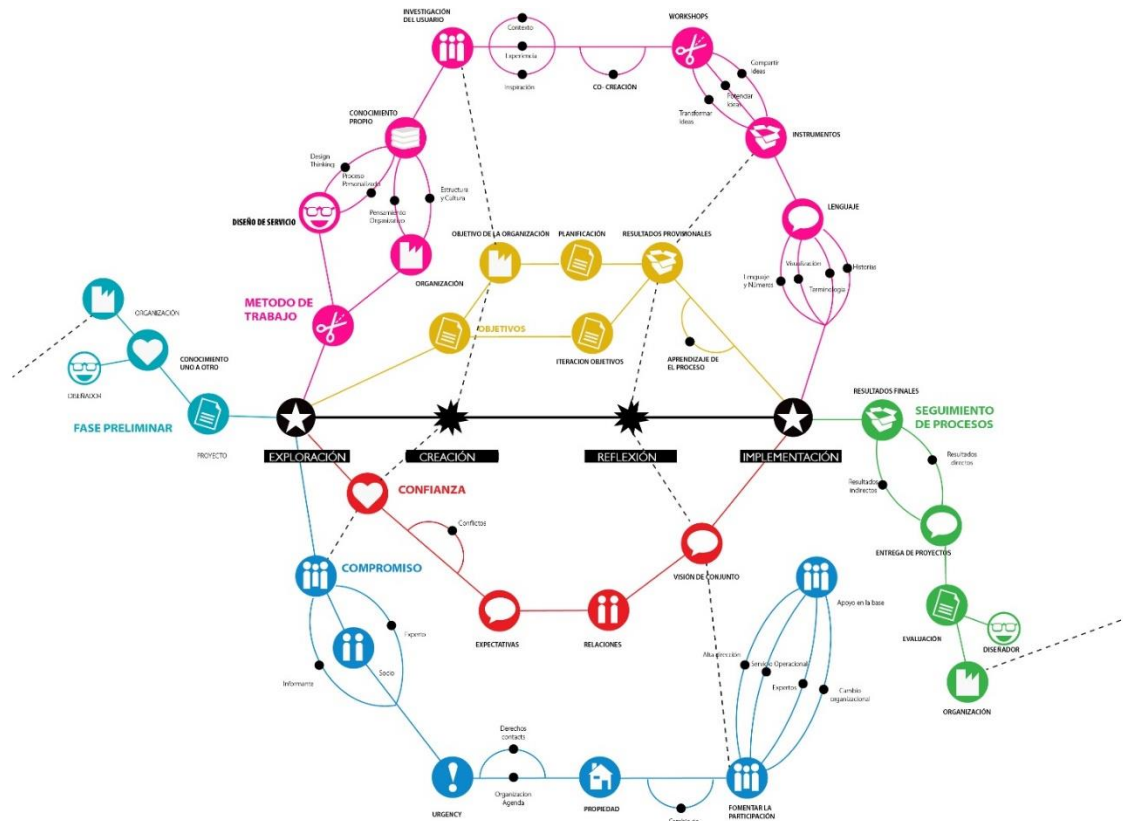 INVESTIGACIÓN
DEL USUARIO
Contexto
Experiencia
Inspiración
CO- CREACIÓN
WORKSHOPS
Compartir
Ideas
Potenciar
Ideas
Transformar
Ideas
INSTRUMENTOS
CONOCIMIENTO
PROPIO
Design
Thinking
Proceso
Personalizado
Estructura
y Cultura
Pensamiento
Organizativo
DISEÑO DE SERVICIO
ORGANIZACIÓN
METODO DE
TRABAJO
LENGUAJE
Visualización
Historias
Lenguaje
y Números
Terminología
OBJETIVO DE LA ORGANIZACIÓN
PLANIFICACIÓN
RESULTADOS PROVISIONALES
OBJETIVOS
ITERACION OBJETIVOS
APRENDIZAJE DE
EL PROCESO
ORGANIZACIÓN
CONOCIMIENTO
UNO A OTRO
DISEÑADOR
FASE PRELIMINAR
PROYECTO
EXPLORACIÓN
CREACIÓN
REFLEXIÓN
IMPLEMENTACIÓN
RESULTADOS FINALES
SEGUIMIENTO
DE PROCESOS
Resultados
directos
Resultados
indirectos
ENTREGA DE PROYECTOS
EVALUACIÓN
DISEÑADOR
ORGANIZACIÓN
CONFIANZA
Conflictos
EXPECTATIVAS
RELACIONES
VISIÓN DE CONJUNTO
COMPROMISO
Experto
Socio
Informante
URGENCY
Derechos
contacts
Organizacion
Agenda
PROPIEDAD
Cambio de
FOMENTAR LA
PARTICIPACIÓN
Apoyo en la base
Alta dirección
Servicio Operacional
Expertos
Cambio
organizacional